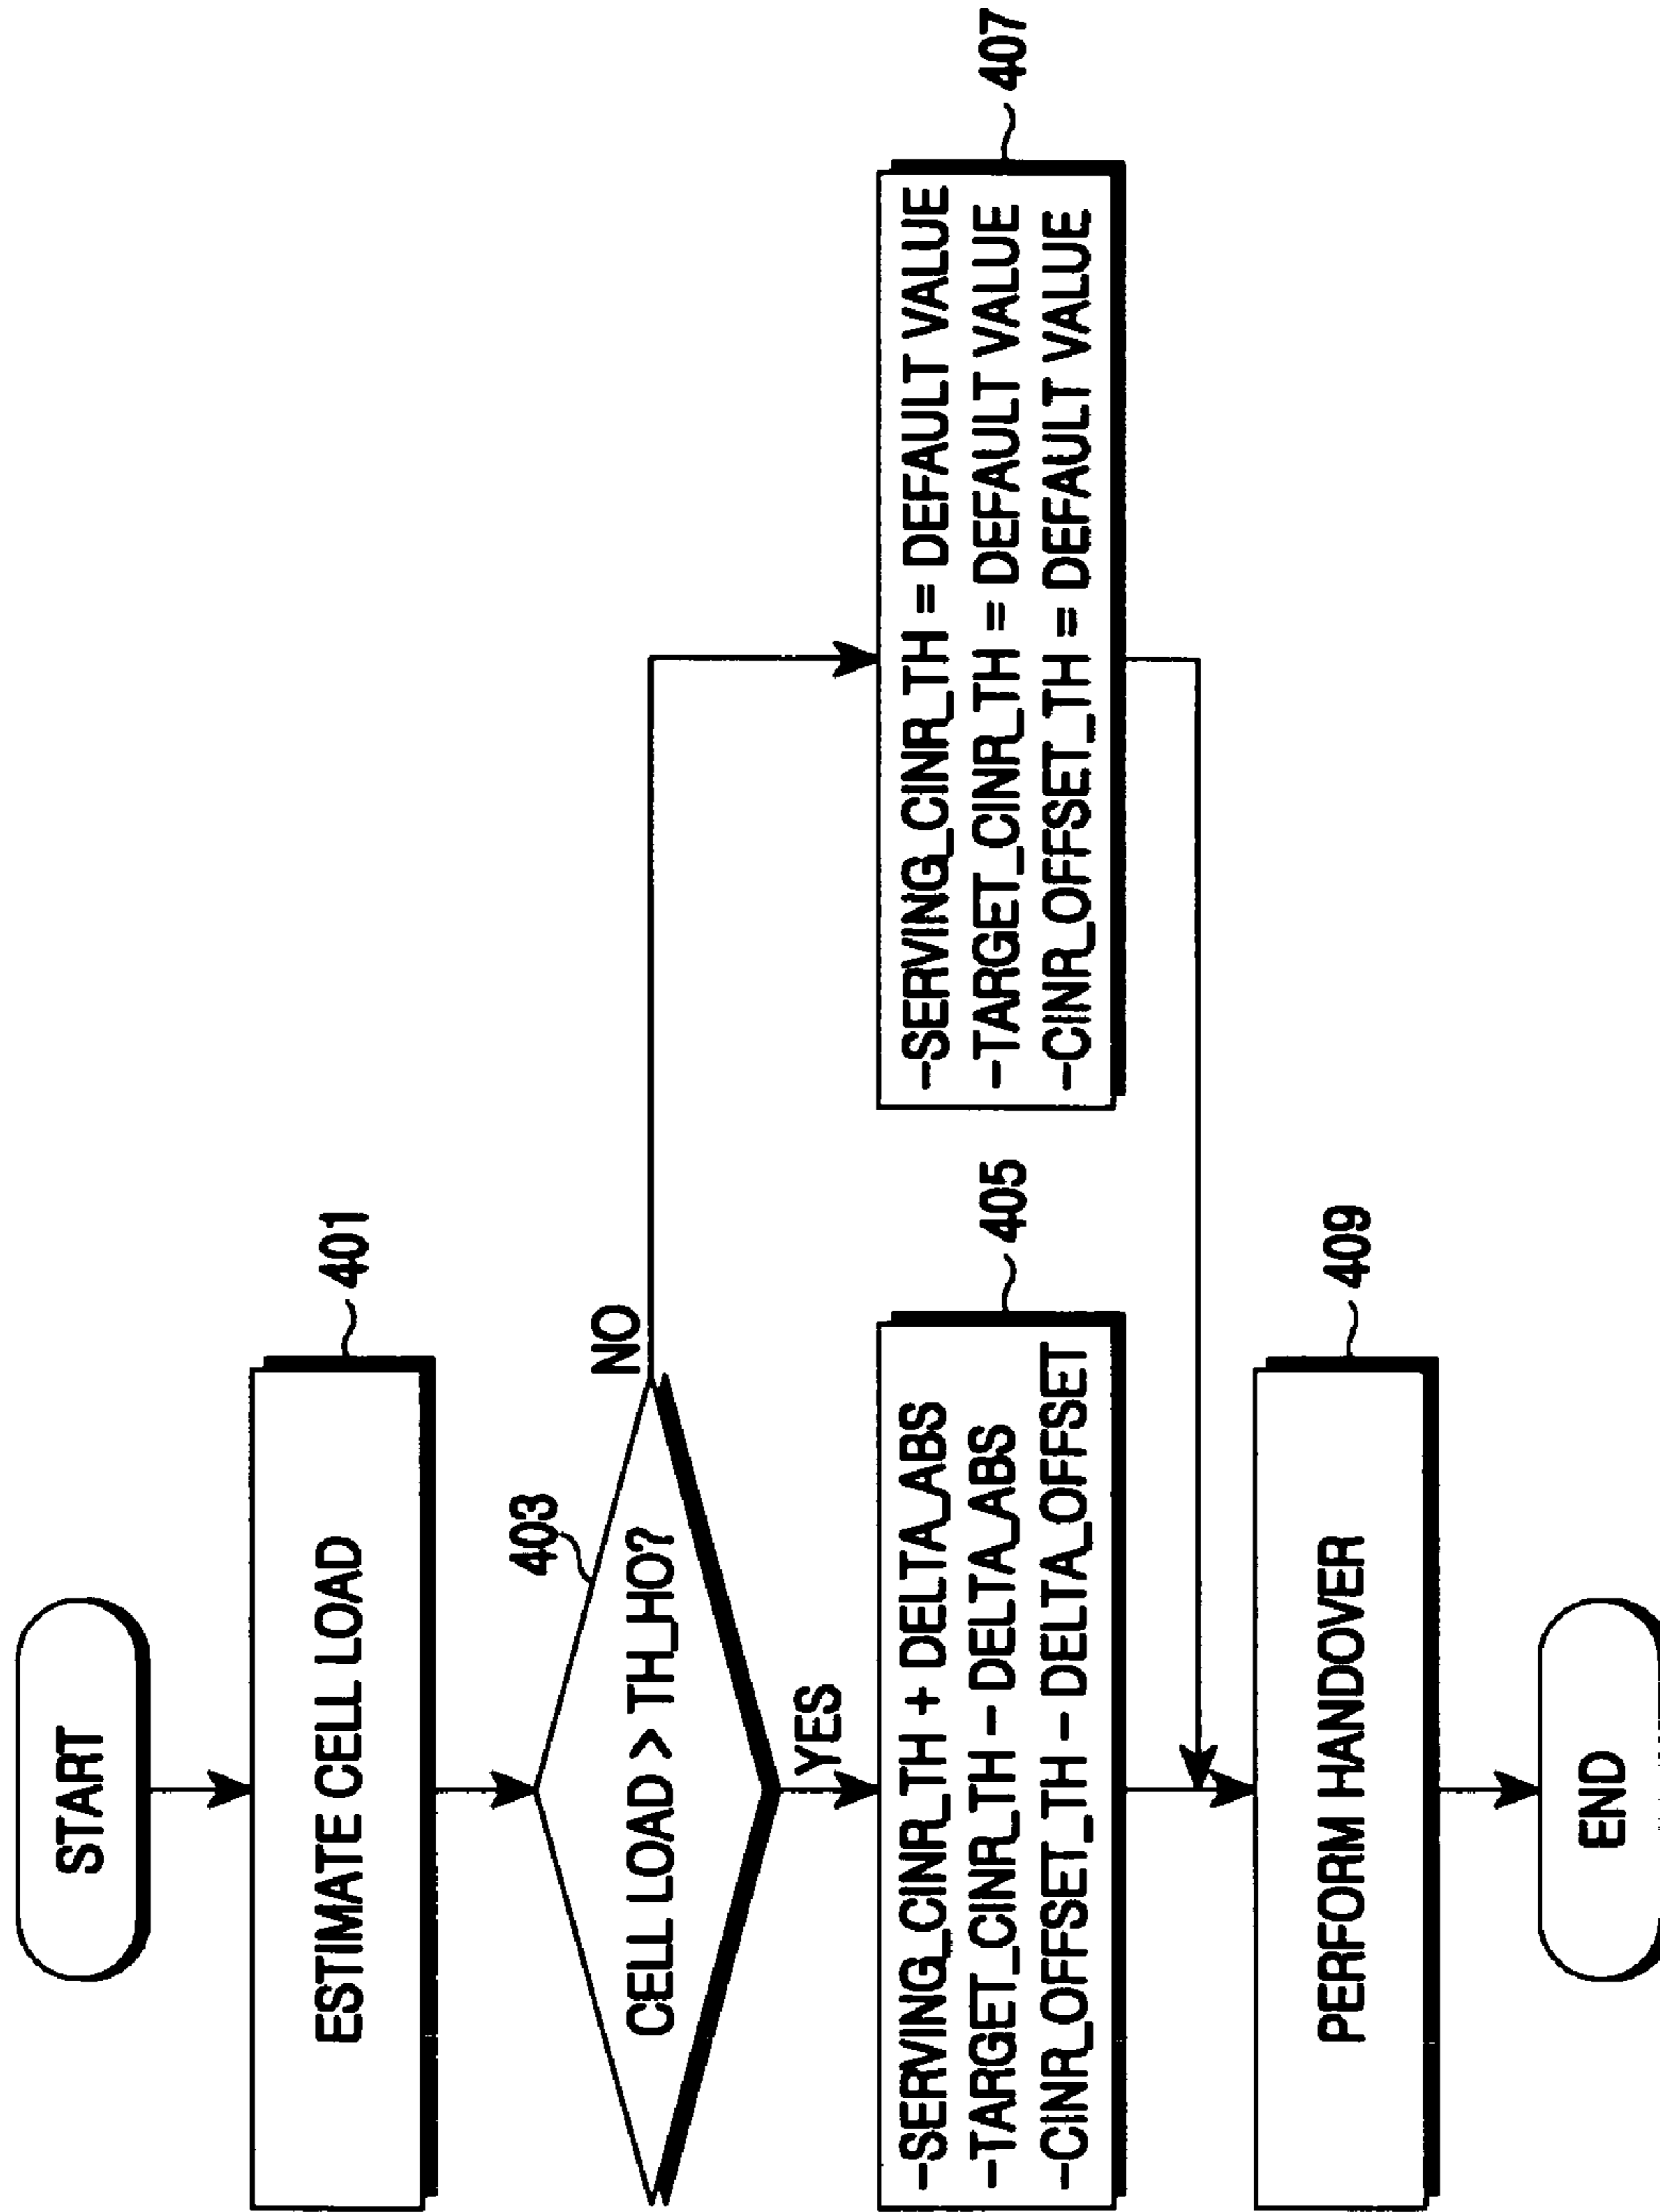 START
ESTIMATE CELL LOAD
401
403
CELL LOAD > TH_HO?
NO
YES
-SERVING_CINR_TH + DELTA_ABS
-TARGET_CINR_TH - DELTA_ABS
-CINR_OFFSET_TH - DELTA_OFFSET
405
-SERVING_CINR_TH = DEFAULT VALUE
-TARGET_CINR_TH = DEFAULT VALUE
-CINR_OFFSET_TH = DEFAULT VALUE
407
PERFORM HANDOVER
409
END